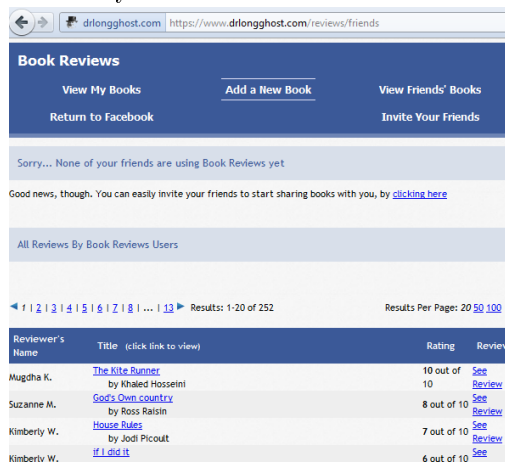 drlongghost.com https://www.drlongghost.com/reviews/friends
Book Reviews
View My Books Add a New Book View Friends' Books
Return to Facebook Invite Your Friends
Sorry... None of your friends are using Book Reviews yet
Good news, though. You can easily invite your friends to start sharing books with you, by clicking here
All Reviews By Book Reviews Users
1 | 2 | 3 | 4 | 5 | 6 | 7 | 8 | ... | 13 Results: 1-20 of 252 Results Per Page: 20 50 100
Reviewer's
Name Title (click link to view) Rating Review
Mugdha K. The Kite Runner 10 out of See
by Khaled Hosseini 10 Review
Suzanne M. God's Own country 8 out of 10 See
by Ross Raisin Review
Kimberly W. House Rules 7 out of 10 See
by Jodi Picoult Review
Kimberly W. if I did it 6 out of 10 See
Review